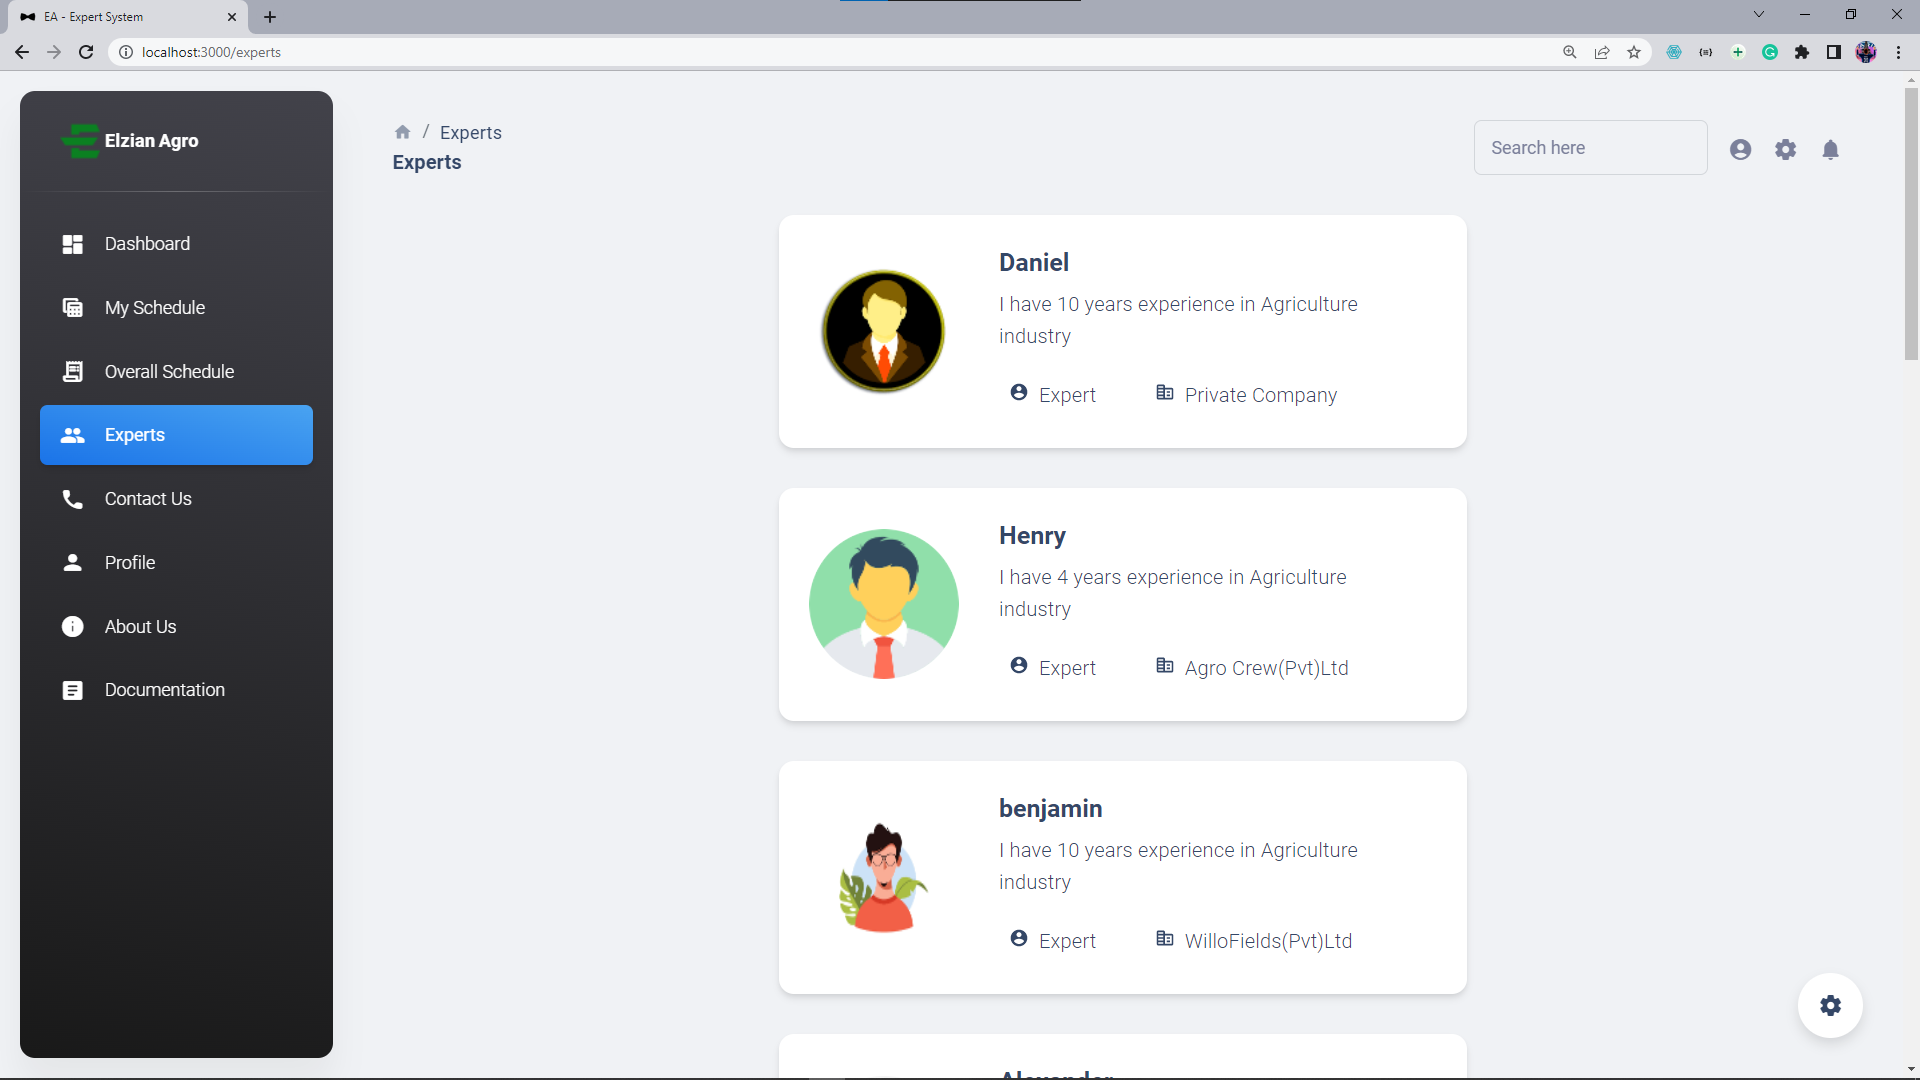 EA - Expert System
localhost:3000/experts
Elzian Agro
Dashboard
My Schedule
Overall Schedule
Experts
Contact Us
Profile
About Us
Documentation
/ Experts
Experts
Search here
Daniel
I have 10 years experience in Agriculture
industry
Expert
Private Company
Henry
I have 4 years experience in Agriculture
industry
Expert
Agro Crew(Pvt)Ltd
benjamin
I have 10 years experience in Agriculture
industry
Expert
WilloFields(Pvt)Ltd